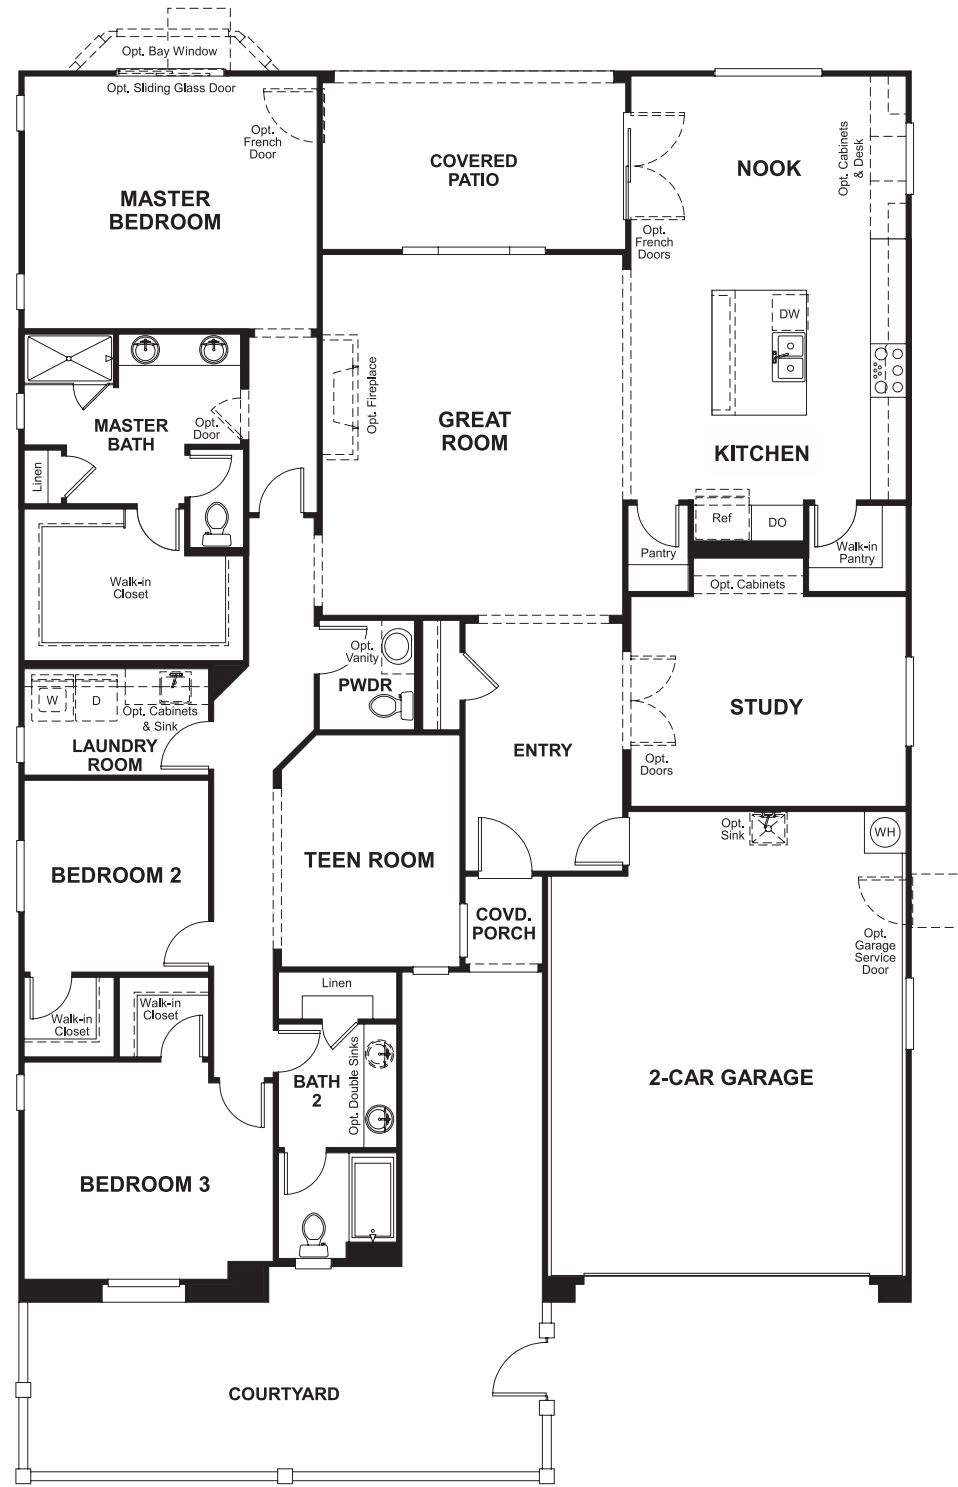 Opt. Bay Window
Opt. Sliding Glass Door
Opt.
French
Door
MASTER
BEDROOM
COVERED
PATIO
NOOK
Opt. Cabinets
& Desk
Opt.
French
Doors
DW
Opt. Fireplace
GREAT
ROOM
KITCHEN
MASTER
BATH
Opt.
Door
Linen
Ref
DO
Pantry
Walk-in
Pantry
Opt. Cabinets
Walk-in
Closet
Opt.
Vanity
PWDR
W
D
Opt. Cabinets
& Sink
LAUNDRY
ROOM
ENTRY
STUDY
Opt.
Doors
Opt.
Sink
WH
BEDROOM 2
TEEN ROOM
COVD.
PORCH
Opt.
Garage
Service
Door
Linen
Walk-in
Closet
Walk-in
Closet
BATH
2
Opt. Double Sinks
2-CAR GARAGE
BEDROOM 3
COURTYARD